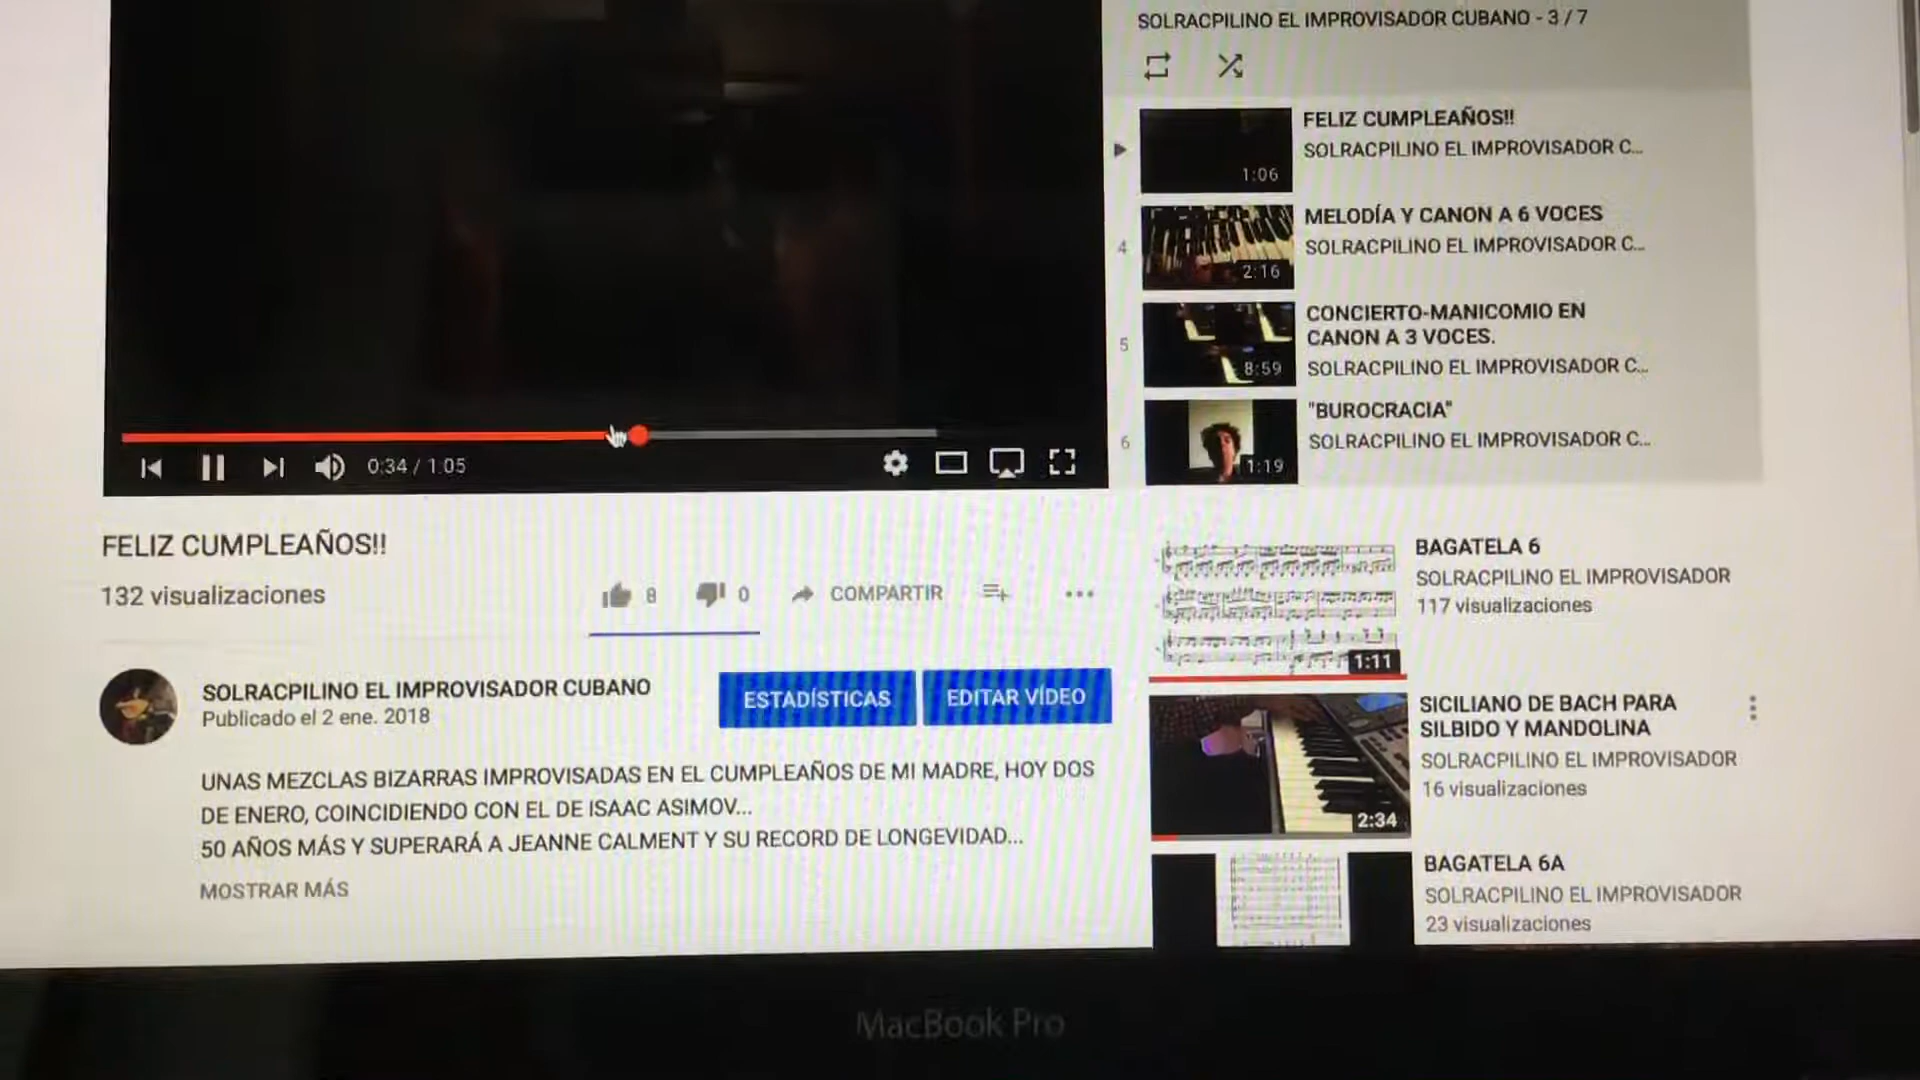 SOLRACPILINO EL IMPROVISADOR CUBANO - 3 / 7
FELIZ CUMPLEAÑOS!!
SOLRACPILINO EL IMPROVISADOR C...
1:06
4
MELODÍA Y CANON A 6 VOCES
SOLRACPILINO EL IMPROVISADOR C...
2:16
5
CONCIERTO-MANICOMIO EN
CANON A 3 VOCES.
SOLRACPILINO EL IMPROVISADOR C...
8:59
6
"BUROCRACIA"
SOLRACPILINO EL IMPROVISADOR C...
1:19
0:34 / 1:05
FELIZ CUMPLEAÑOS!!
132 visualizaciones
8
0
COMPARTIR
SOLRACPILINO EL IMPROVISADOR CUBANO
Publicado el 2 ene. 2018
ESTADÍSTICAS
EDITAR VÍDEO
UNAS MEZCLAS BIZARRAS IMPROVISADAS EN EL CUMPLEAÑOS DE MI MADRE, HOY DOS
DE ENERO, COINCIDIENDO CON EL DE ISAAC ASIMOV...
50 AÑOS MÁS Y SUPERARÁ A JEANNE CALMENT Y SU RECORD DE LONGEVIDAD...
MOSTRAR MÁS
BAGATELA 6
SOLRACPILINO EL IMPROVISADOR
117 visualizaciones
1:11
SICILIANO DE BACH PARA
SILBIDO Y MANDOLINA
SOLRACPILINO EL IMPROVISADOR
16 visualizaciones
2:34
BAGATELA 6A
SOLRACPILINO EL IMPROVISADOR
23 visualizaciones
MacBook Pro